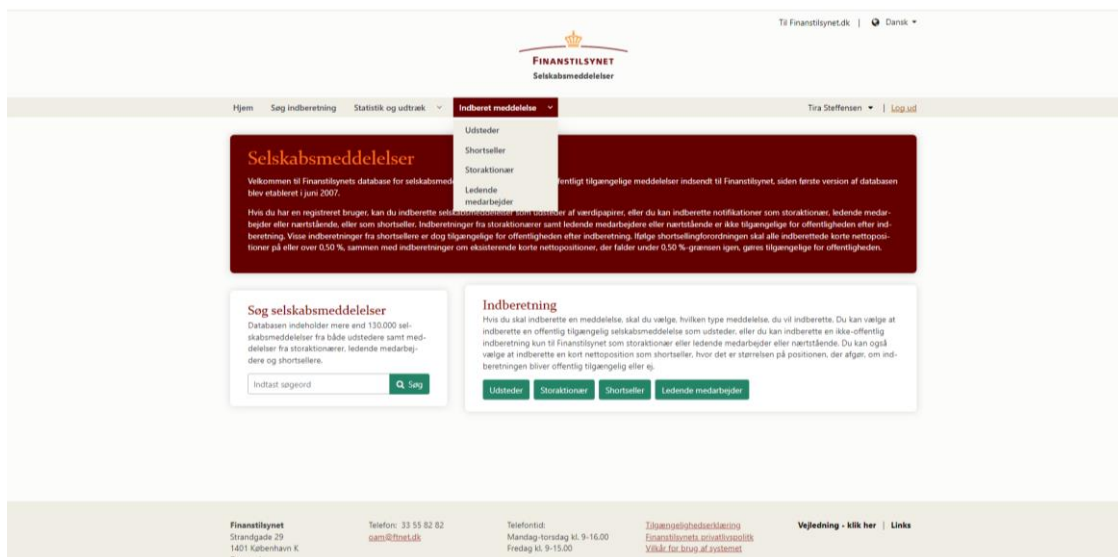 Til Finanstilsynet.dk | Dansk
FINANSTILSYNET
Selskabsmeddelelser
Hjem Søg indberetning Statistik og udtræk Indberet meddelelse Tira Steffensen | Log ud
Udsteder
Shortseller
Storaktionær
Ledende
medarbejder
Selskabsmeddelelser
Velkommen til Finanstilsynets database for selskabsmed fentligt tilgængelige meddelelser indsendt til Finanstilsynet, siden første version af databasen
blev etableret i juni 2007.
Hvis du har en registreret bruger, kan du indberette selskabsmeddelelser som udsteder af værdipapirer, eller du kan indberette notifikationer som storaktionær, ledende medar-
bejder eller nærtstående, eller som shortseller. Indberetninger fra storaktionærer samt ledende medarbejdere eller nærtstående er ikke tilgængelige for offentligheden efter ind-
beretning. Visse indberetninger fra shortsellere er dog tilgængelige for offentligheden efter indberetning. Ifølge shortsellingforordningen skal alle indberettede korte nettoposi-
tioner på eller over 0,50 %, sammen med indberetninger om eksisterende korte nettopositioner, der falder under 0,50 %-grænsen igen, gøres tilgængelige for offentligheden.
Søg selskabsmeddelelser
Databasen indeholder mere end 130.000 sel-
skabsmeddelelser fra både udstedere samt med-
delelser fra storaktionærer, ledende medarbej-
dere og shortsellere.
Indtast søgeord Søg
Indberetning
Hvis du skal indberette en meddelelse, skal du vælge, hvilken type meddelelse, du vil indberette. Du kan vælge at
indberette en offentlig tilgængelig selskabsmeddelelse som udsteder, eller du kan indberette en ikke-offentlig
indberetning kun til Finanstilsynet som storaktionær eller ledende medarbejder eller nærtstående. Du kan også
vælge at indberette en kort nettoposition som shortseller, hvor det er størrelsen på positionen, der afgør, om ind-
beretningen bliver offentlig tilgængelig eller ej.
Udsteder Storaktionær Shortseller Ledende medarbejder
Finanstilsynet
Strandgade 29
1401 København K
Telefon: 33 55 82 82
oam@ftnet.dk
Telefontid:
Mandag-torsdag kl. 9-16.00
Fredag kl. 9-15.00
Tilgængelighedserklæring
Finanstilsynets privatlivspolitk
Vilkår for brug af systemet
Vejledning - klik her | Links